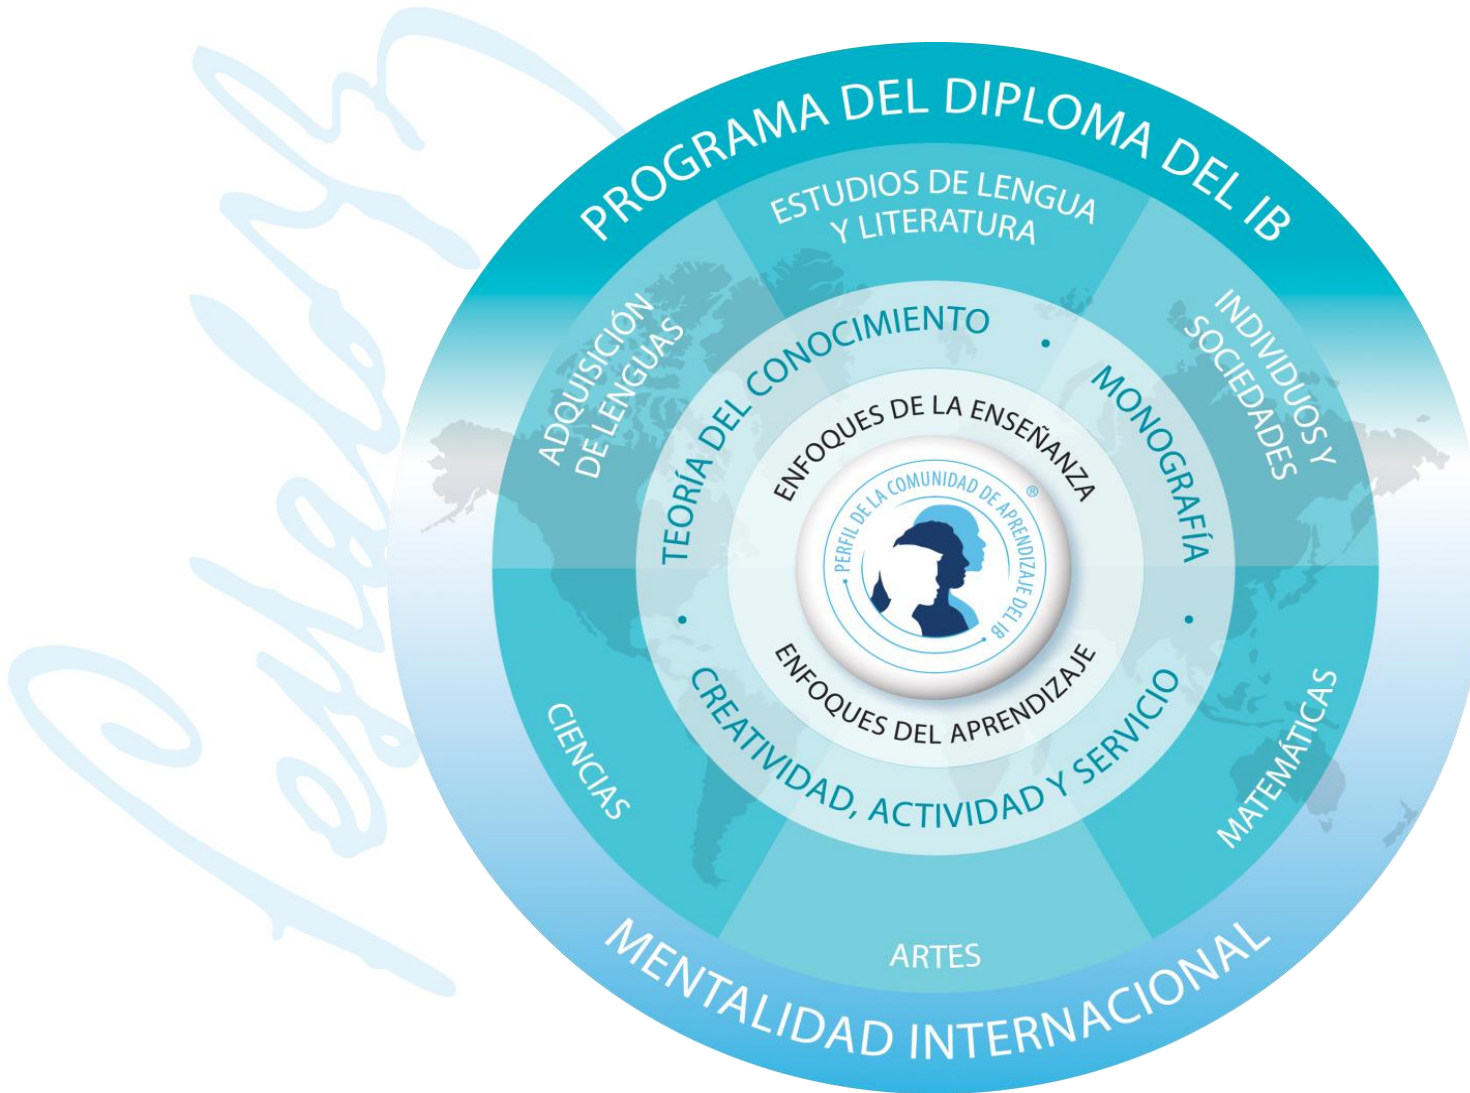 PROGRAMA DEL DIPLOMA DEL IB
ESTUDIOS DE LENGUA
Y LITERATURA
ADQUISICIÓN
DE LENGUAS
INDIVIDUOS Y
SOCIEDADES
TEORÍA DEL CONOCIMIENTO
•
MONOGRAFÍA
ENFOQUES DE LA ENSEÑANZA
• PERFIL DE LA COMUNIDAD DE APRENDIZAJE DEL IB •
®
ENFOQUES DEL APRENDIZAJE
•
CREATIVIDAD, ACTIVIDAD Y SERVICIO
•
CIENCIAS
MATEMÁTICAS
ARTES
MENTALIDAD INTERNACIONAL